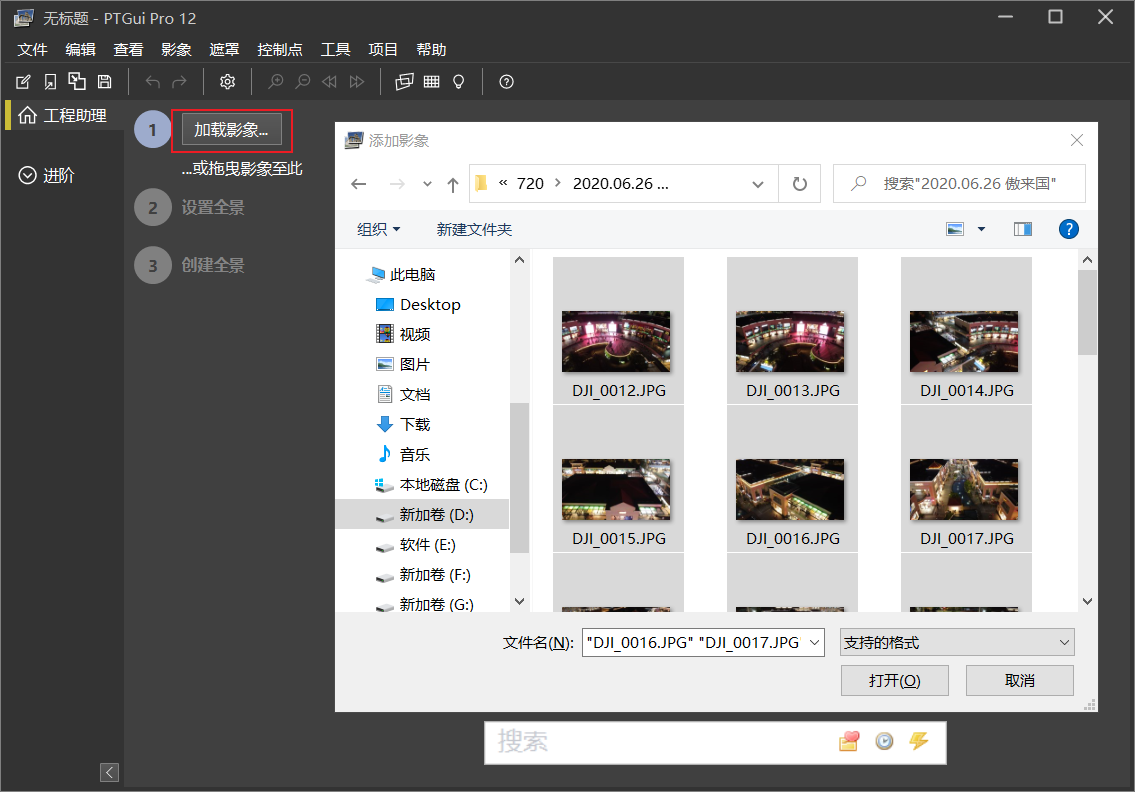 无标题 - PTGui Pro 12
文件 编辑 查看 影象 遮罩 控制点 工具 项目 帮助
工程助理
进阶
1 加载影象...
...或拖曳影象至此
2 设置全景
3 创建全景
添加影象
« 720 › 2020.06.26 ...
搜索"2020.06.26 傲来国"
组织 新建文件夹
此电脑
Desktop
视频
图片
文档
下载
音乐
本地磁盘 (C:)
新加卷 (D:)
软件 (E:)
新加卷 (F:)
新加卷 (G:)
DJI_0012.JPG DJI_0013.JPG DJI_0014.JPG
DJI_0015.JPG DJI_0016.JPG DJI_0017.JPG
文件名(N): "DJI_0016.JPG" "DJI_0017.JPG" 支持的格式
打开(O) 取消
搜索